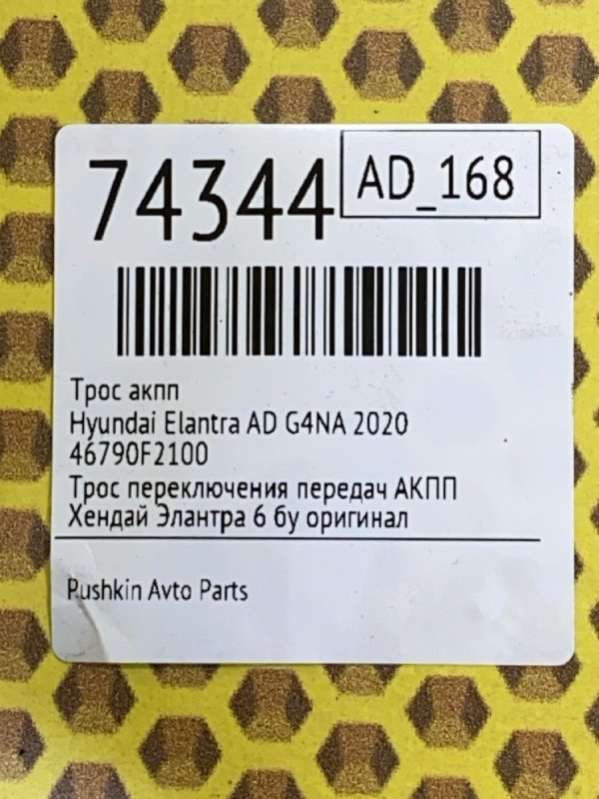 74344
AD_168
Трос акпп
Hyundai Elantra AD G4NA 2020
46790F2100
Трос переключения передач АКПП
Хендай Элантра 6 бу оригинал
Pushkin Avto Parts